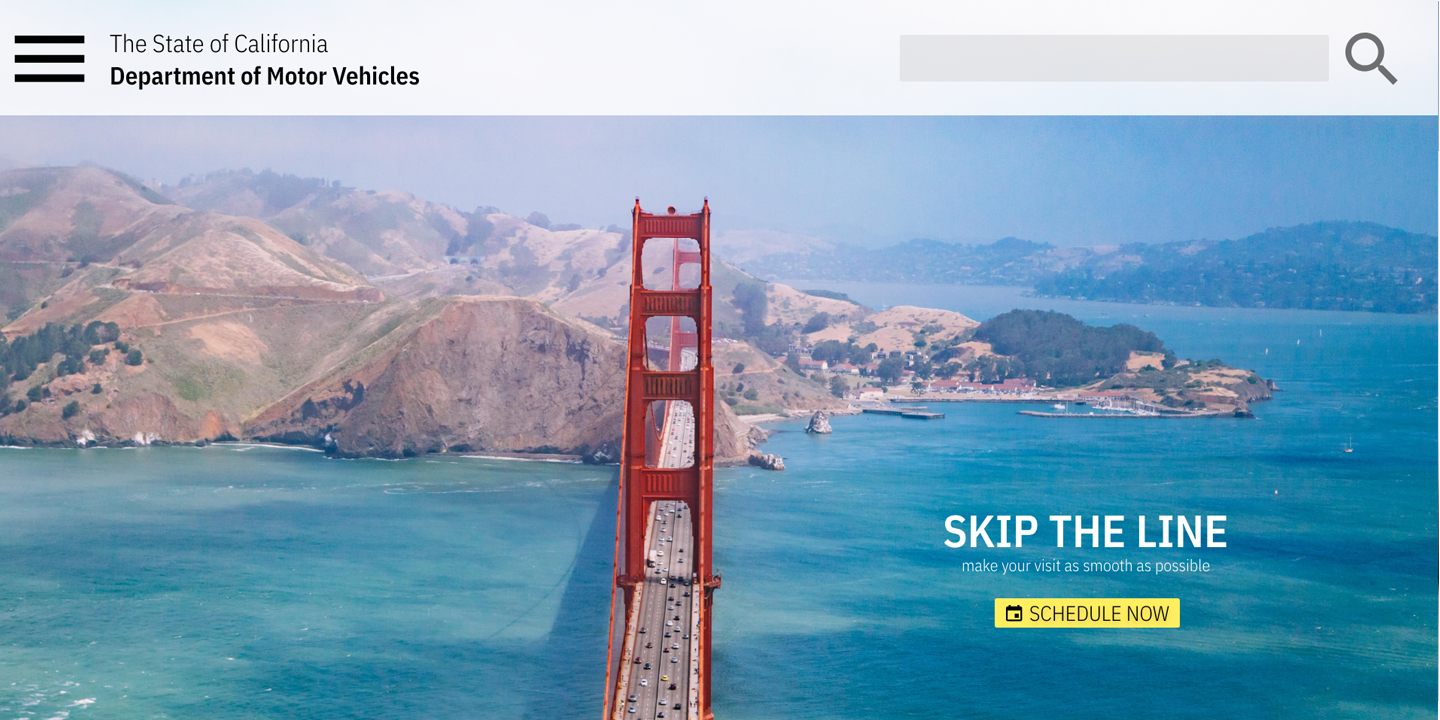 The State of California
Department of Motor Vehicles
SKIP THE LINE
make your visit as smooth as possible
SCHEDULE NOW